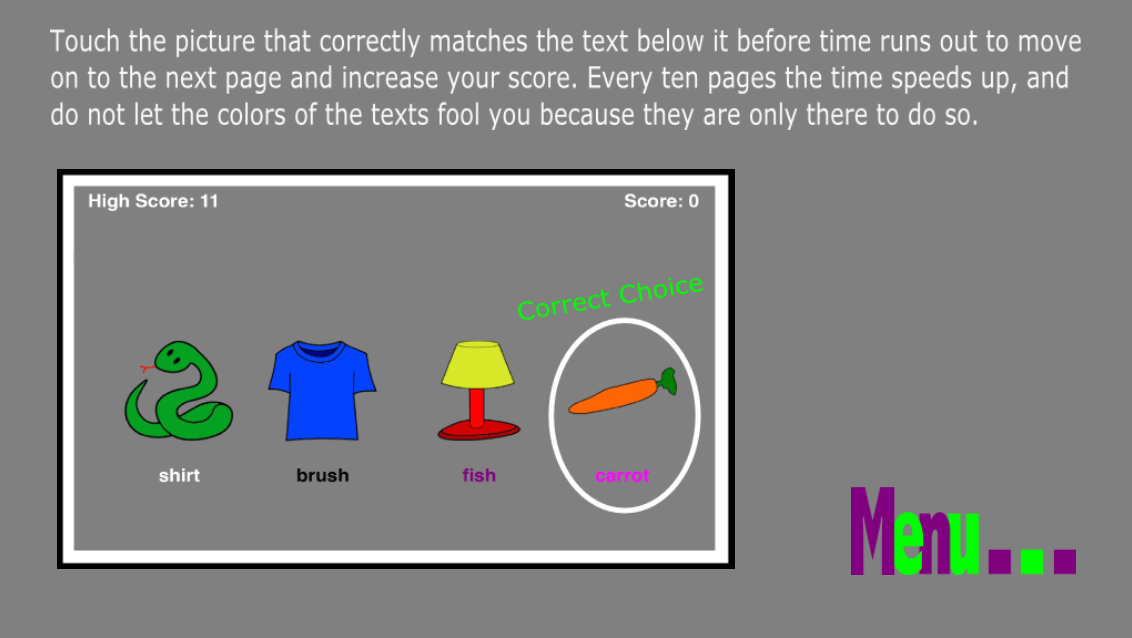 Touch the picture that correctly matches the text below it before time runs out to move
on to the next page and increase your score. Every ten pages the time speeds up, and
do not let the colors of the texts fool you because they are only there to do so.
High Score: 11
Score: 0
Correct Choice
shirt
brush
fish
carrot
Menu...